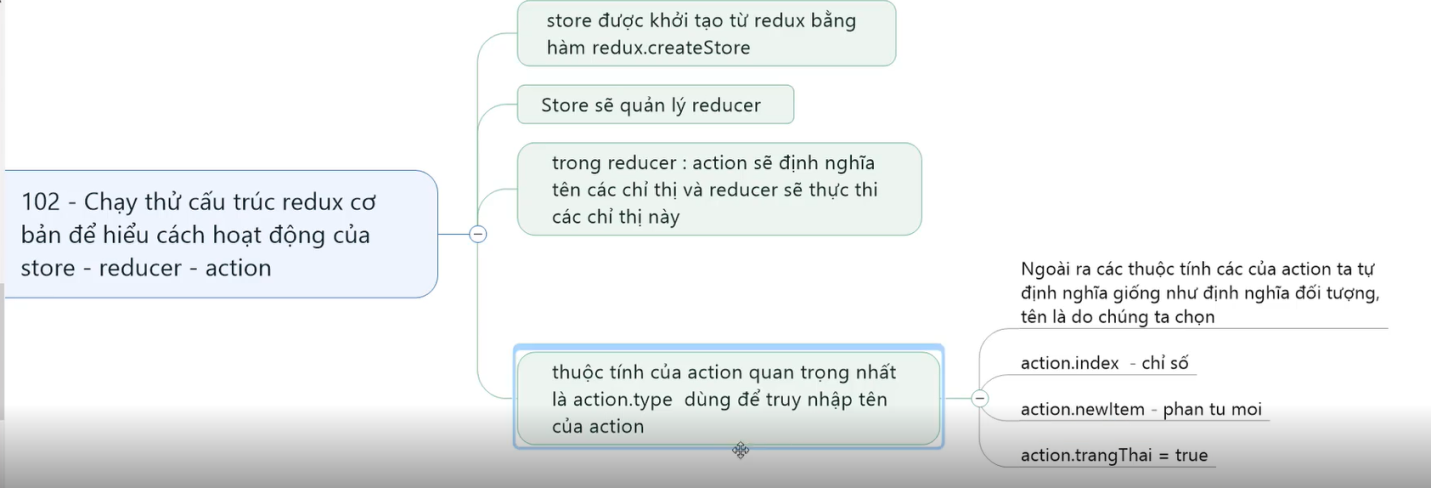 store được khởi tạo từ redux bằng
hàm redux.createStore
Store sẽ quản lý reducer
trong reducer : action sẽ định nghĩa
tên các chỉ thị và reducer sẽ thực thi
các chỉ thị này
102 - Chạy thử cấu trúc redux cơ
bản để hiểu cách hoạt động của
store - reducer - action
thuộc tính của action quan trọng nhất
là action.type dùng để truy nhập tên
của action
Ngoài ra các thuộc tính các của action ta tự
định nghĩa giống như định nghĩa đối tượng,
tên là do chúng ta chọn
action.index - chỉ số
action.newItem - phan tu moi
action.trangThai = true